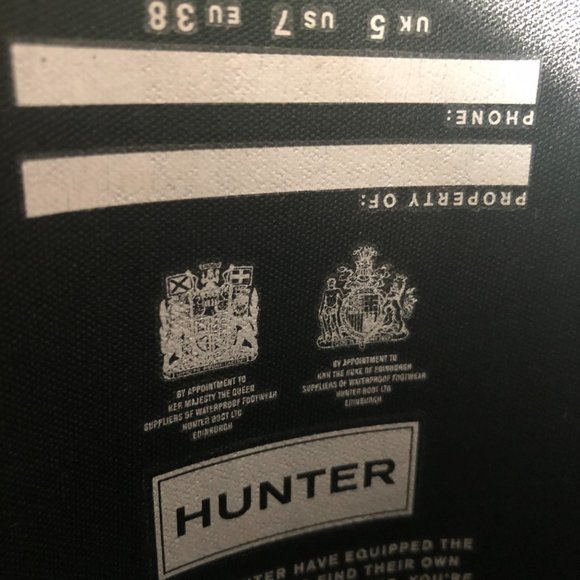 UK 5 US 7 EU 38
PHONE:
PROPERTY OF:
BY APPOINTMENT TO
HER MAJESTY THE QUEEN
SUPPLIERS OF WATERPROOF FOOTWEAR
HUNTER BOOT LTD
EDINBURGH
BY APPOINTMENT TO
HRH THE DUKE OF EDINBURGH
SUPPLIERS OF WATERPROOF FOOTWEAR
HUNTER BOOT LTD
EDINBURGH
HUNTER
HAVE EQUIPPED THE
FIND THEIR OWN
YOU'RE